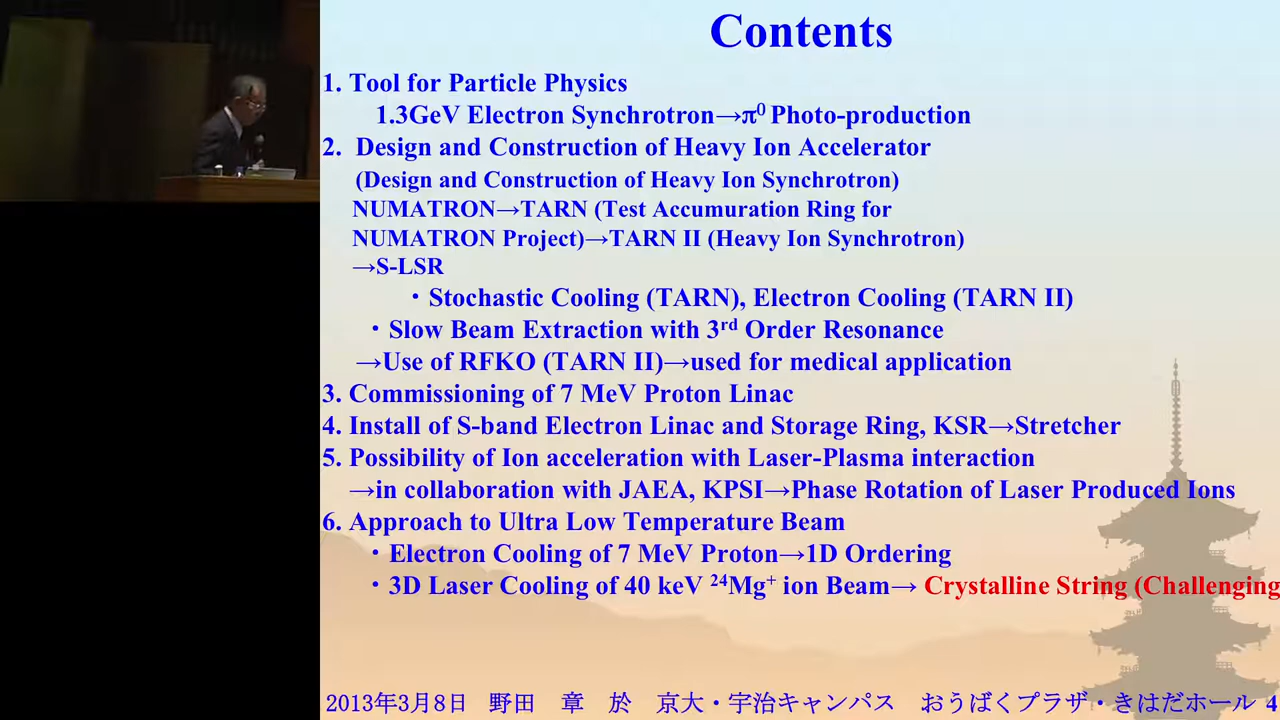 Contents
1. Tool for Particle Physics
1.3GeV Electron Synchrotron→π⁰ Photo-production
2. Design and Construction of Heavy Ion Accelerator
(Design and Construction of Heavy Ion Synchrotron)
NUMATRON→TARN (Test Accumuration Ring for
NUMATRON Project)→TARN II (Heavy Ion Synchrotron)
→S-LSR
・Stochastic Cooling (TARN), Electron Cooling (TARN II)
・Slow Beam Extraction with 3rd Order Resonance
→Use of RFKO (TARN II)→used for medical application
3. Commissioning of 7 MeV Proton Linac
4. Install of S-band Electron Linac and Storage Ring, KSR→Stretcher
5. Possibility of Ion acceleration with Laser-Plasma interaction
→in collaboration with JAEA, KPSI→Phase Rotation of Laser Produced Ions
6. Approach to Ultra Low Temperature Beam
・Electron Cooling of 7 MeV Proton→1D Ordering
・3D Laser Cooling of 40 keV ²⁴Mg⁺ ion Beam→ Crystalline String (Challenging
2013年3月8日 野田 章 於 京大・宇治キャンパス おうばくプラザ・きはだホール 4